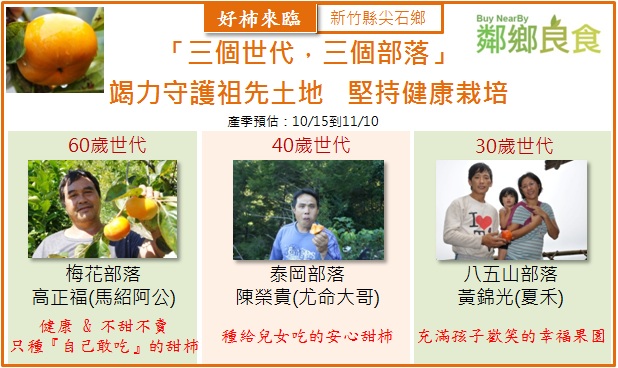 好柿來臨
新竹縣尖石鄉
Buy NearBy
鄰鄉良食
「三個世代，三個部落」
竭力守護祖先土地 堅持健康栽培
產季預估：10/15到11/10
60歲世代
梅花部落
高正福(馬紹阿公)
健康 & 不甜不賣
只種『自己敢吃』的甜柿
40歲世代
泰岡部落
陳榮貴(尤命大哥)
種給兒女吃的安心甜柿
30歲世代
I
NY
八五山部落
黃錦光(夏禾)
充滿孩子歡笑的幸福果園